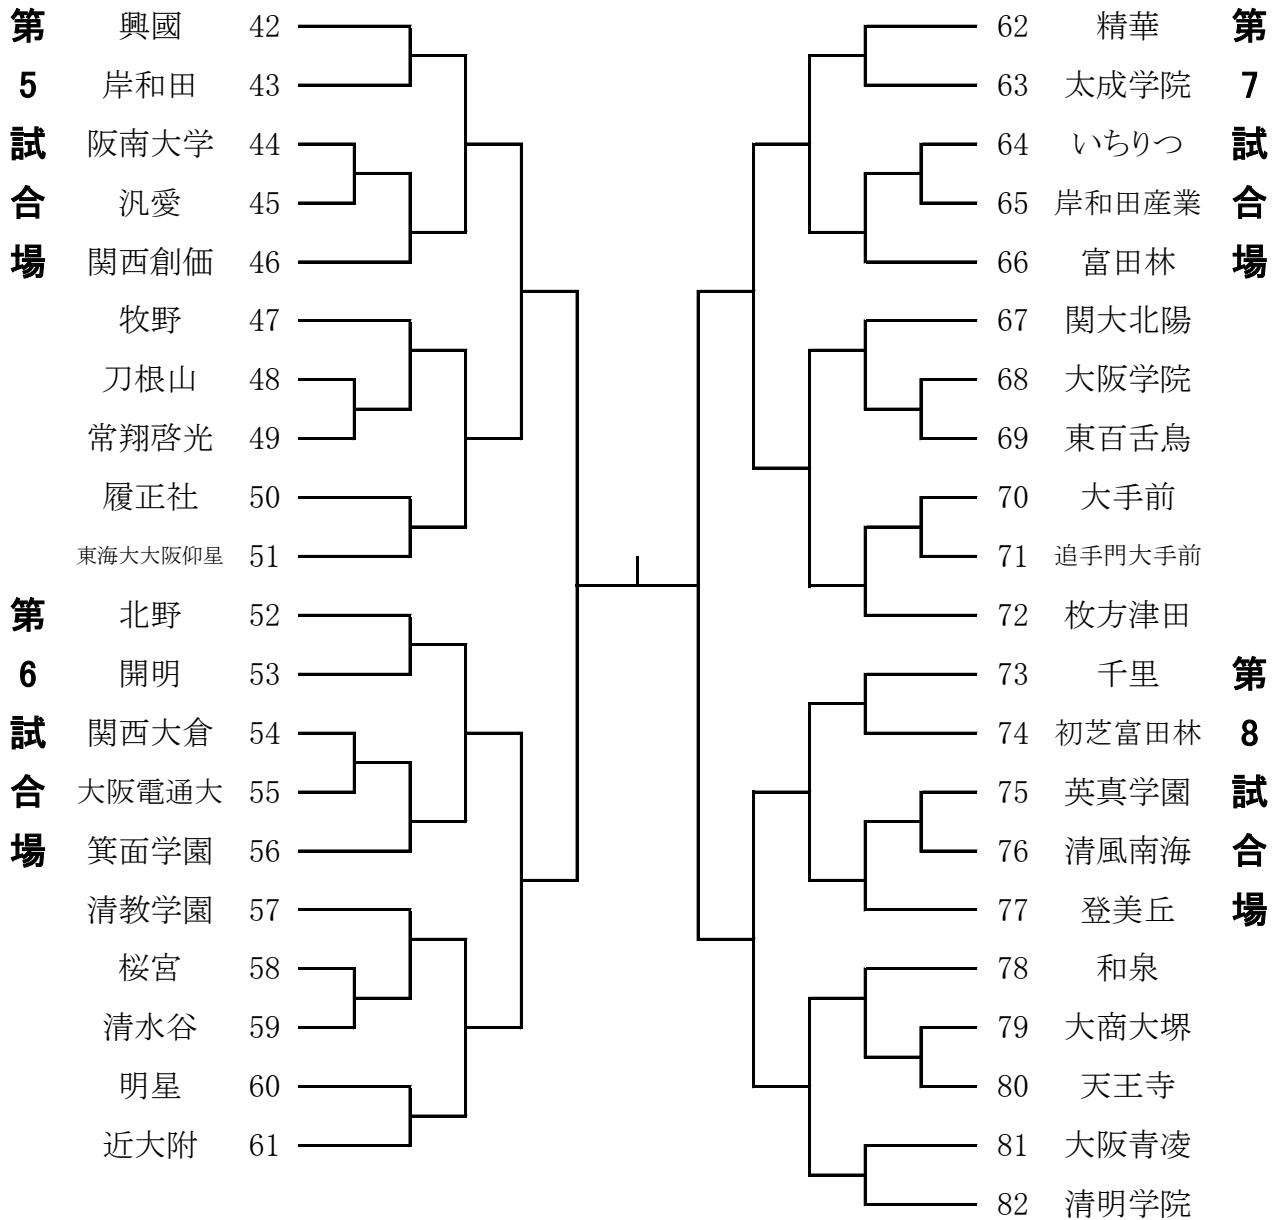 第5試合場
興國 42
岸和田 43
阪南大学 44
汎愛 45
関西創価 46
牧野 47
刀根山 48
常翔啓光 49
履正社 50
東海大大阪仰星 51
第6試合場
北野 52
開明 53
関西大倉 54
大阪電通大 55
箕面学園 56
清教学園 57
桜宮 58
清水谷 59
明星 60
近大附 61
第7試合場
62 精華
63 太成学院
64 いちりつ
65 岸和田産業
66 富田林
67 関大北陽
68 大阪学院
69 東百舌鳥
70 大手前
71 追手門大手前
72 枚方津田
第8試合場
73 千里
74 初芝富田林
75 英真学園
76 清風南海
77 登美丘
78 和泉
79 大商大堺
80 天王寺
81 大阪青凌
82 清明学院